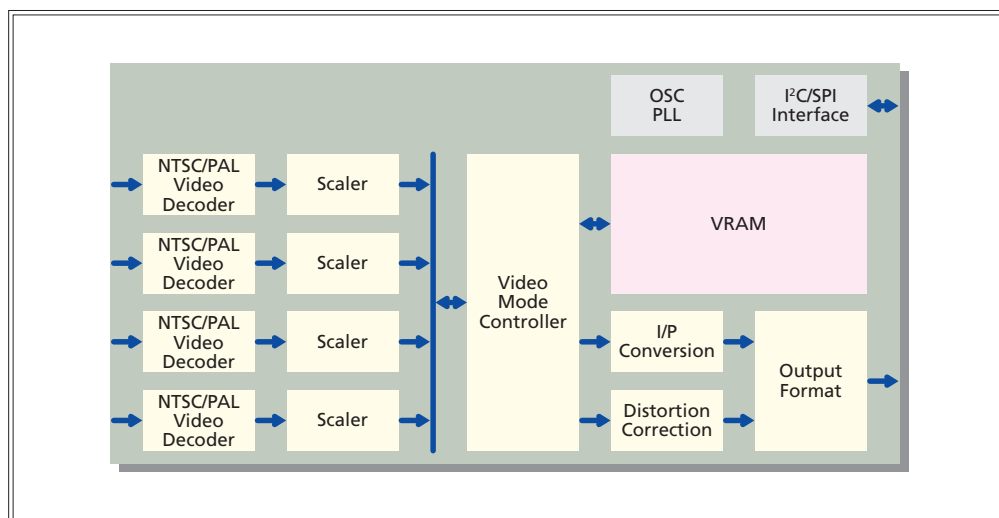 OSC
PLL
I²C/SPI
Interface
NTSC/PAL
Video
Decoder
Scaler
VRAM
NTSC/PAL
Video
Decoder
Scaler
Video
Mode
Controller
NTSC/PAL
Video
Decoder
Scaler
I/P
Conversion
Output
Format
NTSC/PAL
Video
Decoder
Scaler
Distortion
Correction